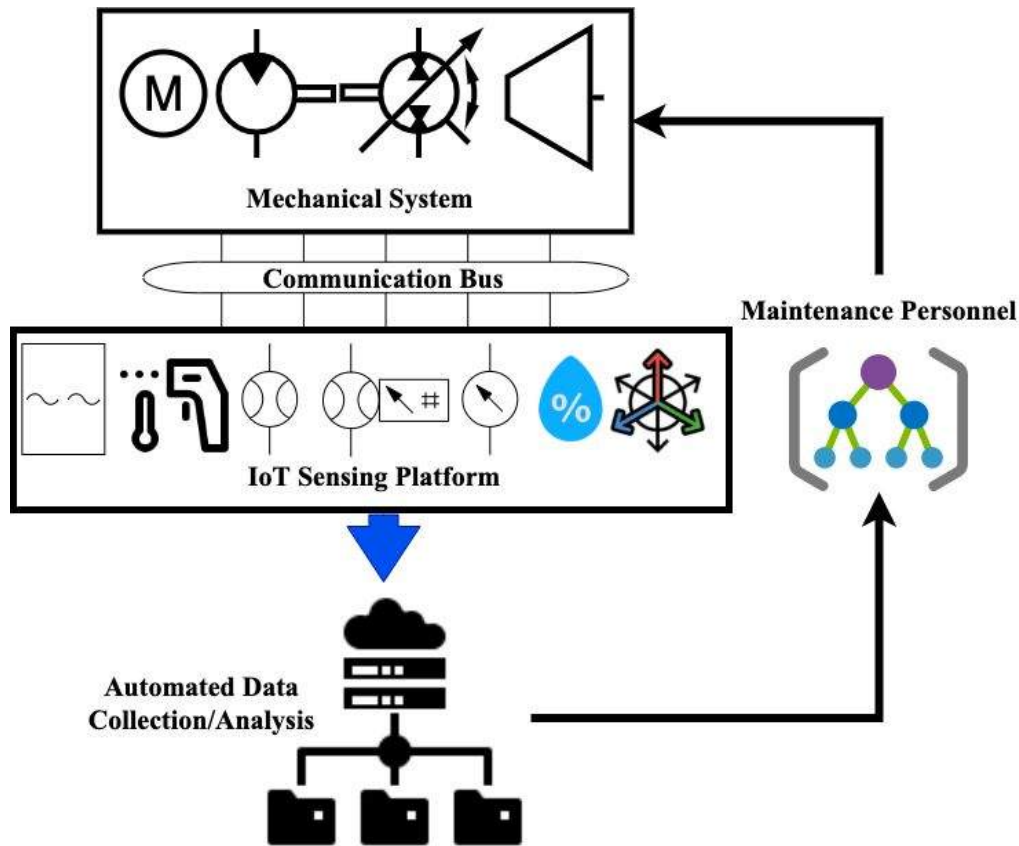 M
Mechanical System
Communication Bus
Maintenance Personnel
#
%
IoT Sensing Platform
Automated Data
Collection/Analysis